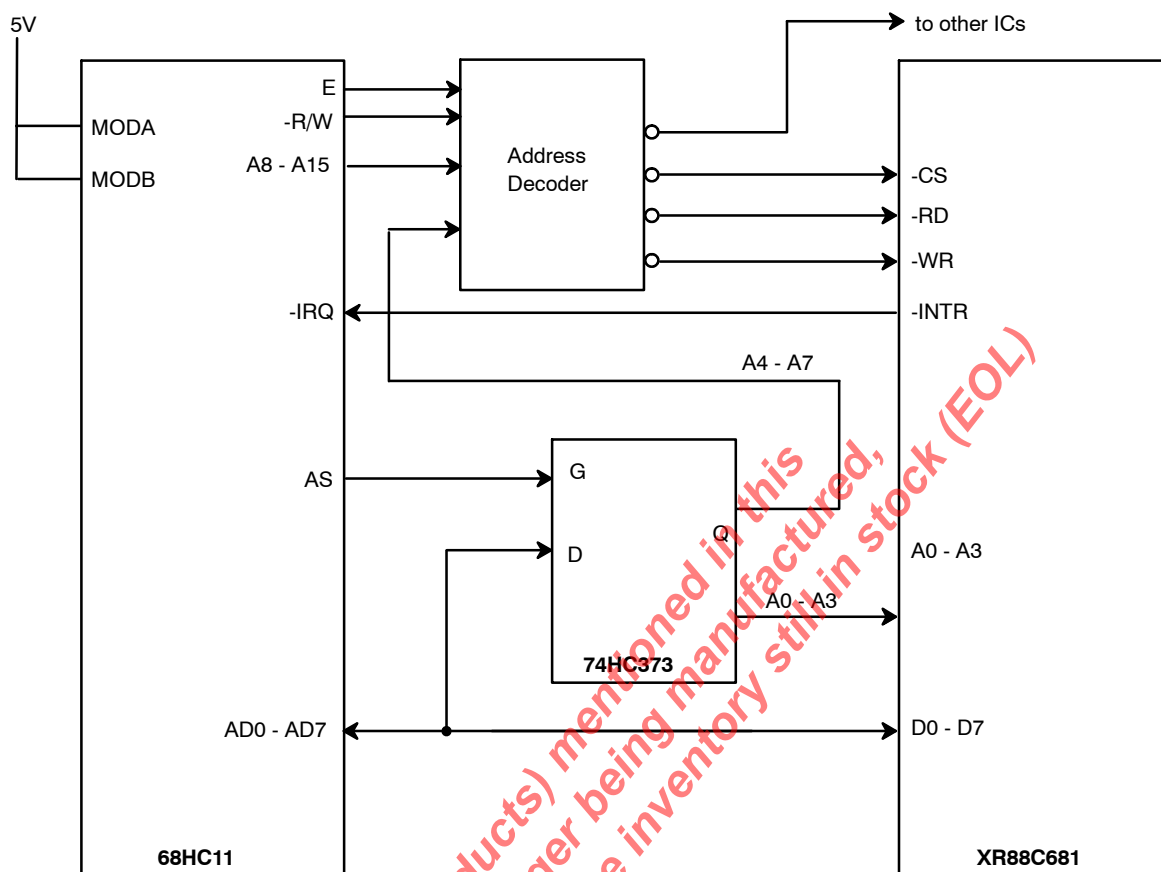 5V
to other ICs
MODA
MODB
E
-R/W
A8 - A15
Address
Decoder
-CS
-RD
-WR
-IRQ
-INTR
A4 - A7
AS
G
Q
D
A0 - A3
A0 - A3
74HC373
AD0 - AD7
D0 - D7
68HC11
XR88C681
mentioned in this
being manufactured,
inventory still in stock (EOL)